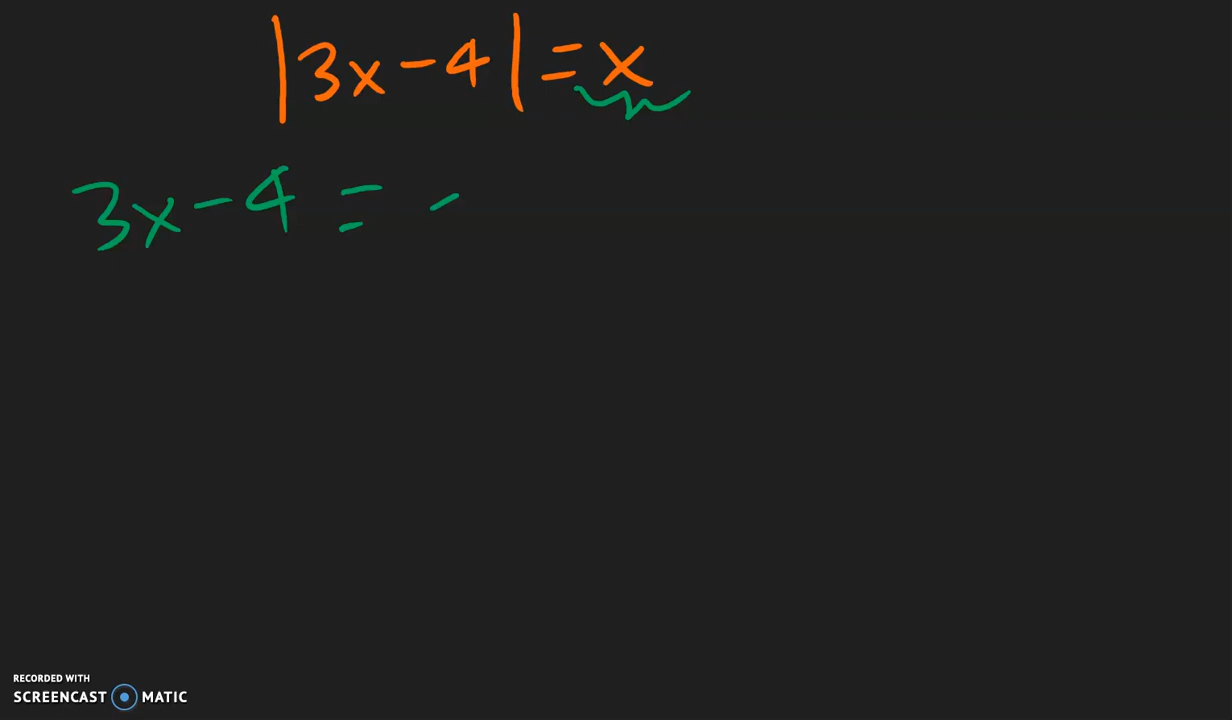 |3x-4|=x
3x-4 = -
RECORDED WITH
SCREENCAST MATIC